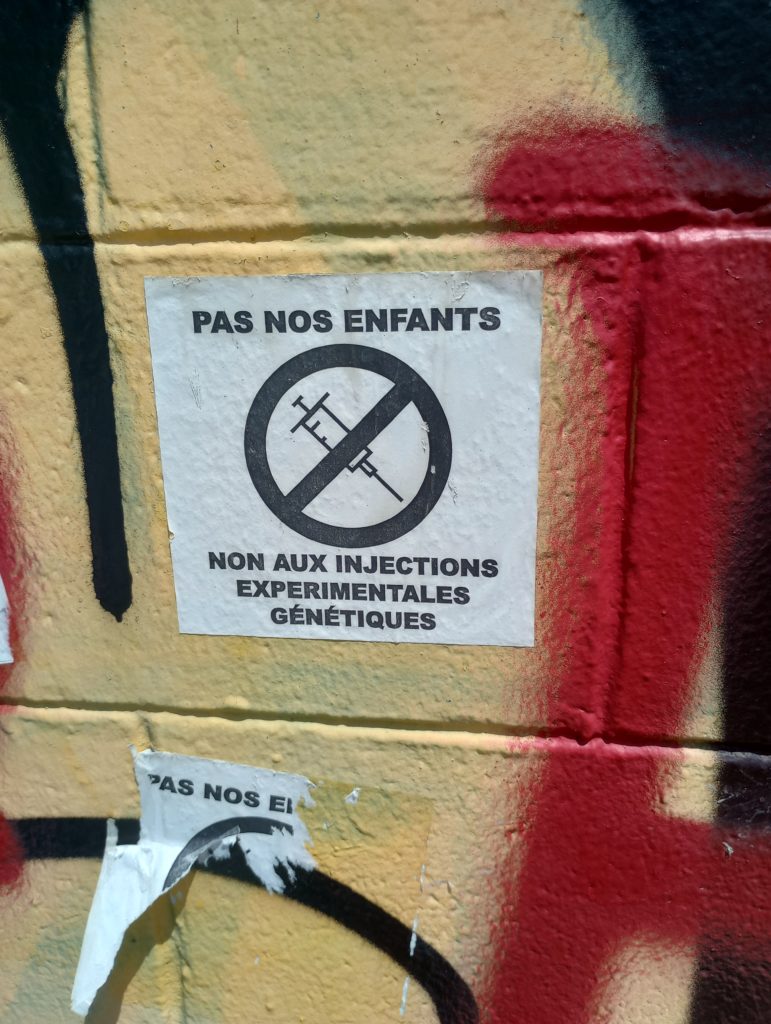 PAS NOS ENFANTS
NON AUX INJECTIONS
EXPERIMENTALES
GÉNÉTIQUES
PAS NOS